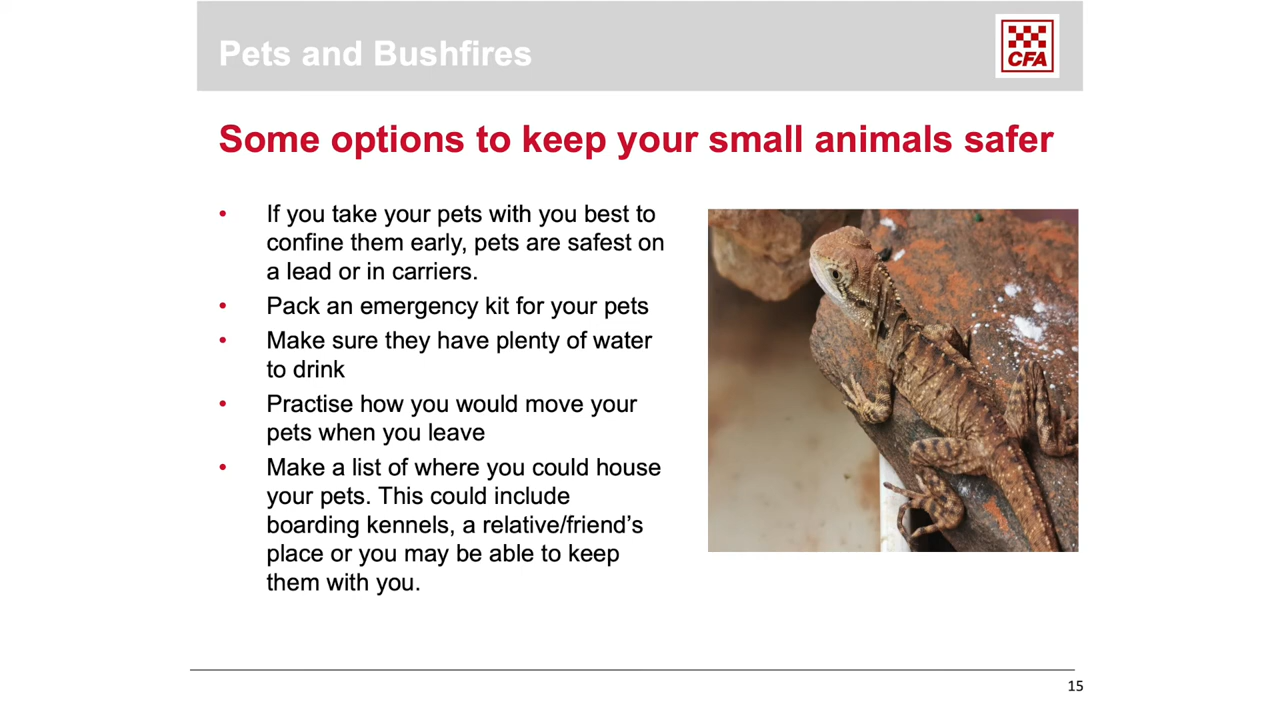 Pets and Bushfires
CFA
Some options to keep your small animals safer
• If you take your pets with you best to
confine them early, pets are safest on
a lead or in carriers.
• Pack an emergency kit for your pets
• Make sure they have plenty of water
to drink
• Practise how you would move your
pets when you leave
• Make a list of where you could house
your pets. This could include
boarding kennels, a relative/friend’s
place or you may be able to keep
them with you.
15